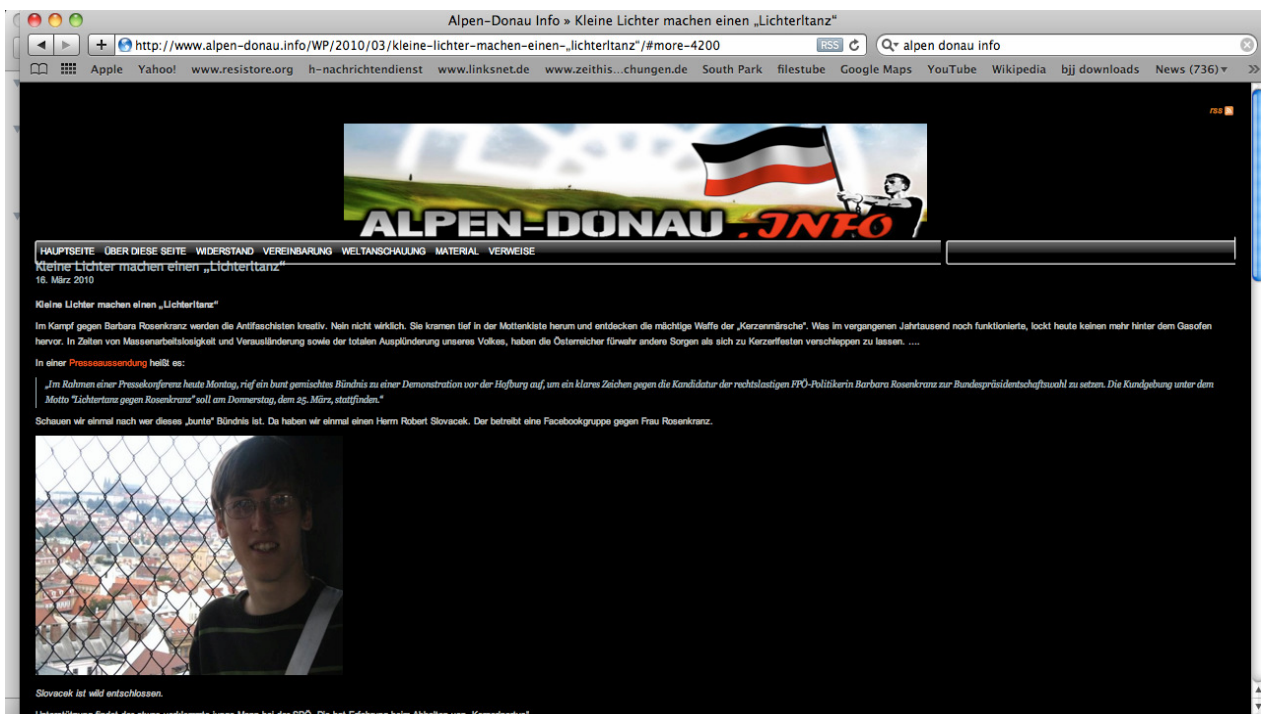 Alpen-Donau Info » Kleine Lichter machen einen „Lichterltanz“
http://www.alpen-donau.info/WP/2010/03/kleine-lichter-machen-einen-„lichterltanz“/#more-4200
RSS
alpen donau info
Apple Yahoo! www.resistore.org h-nachrichtendienst www.linksnet.de www.zeithis...chungen.de South Park filestube Google Maps YouTube Wikipedia bjj downloads News (736)
rss
ALPEN-DONAU.INFO
HAUPTSEITE ÜBER DIESE SEITE WIDERSTAND VEREINBARUNG WELTANSCHAUUNG MATERIAL VERWEISE
Kleine Lichter machen einen „Lichterltanz“
16. März 2010
Kleine Lichter machen einen „Lichterltanz“
Im Kampf gegen Barbara Rosenkranz werden die Antifaschisten kreativ. Nein nicht wirklich. Sie kramen tief in der Mottenkiste herum und entdecken die mächtige Waffe der „Kerzenmärsche“. Was im vergangenen Jahrtausend noch funktionierte, lockt heute keinen mehr hinter dem Gasofen
hervor. In Zeiten von Massenarbeitslosigkeit und Verausländerung sowie der totalen Ausplünderung unseres Volkes, haben die Österreicher fürwahr andere Sorgen als sich zu Kerzerlfesten verschleppen zu lassen. ....
In einer Presseaussendung heißt es:
„Im Rahmen einer Pressekonferenz heute Montag, rief ein bunt gemischtes Bündnis zu einer Demonstration vor der Hofburg auf, um ein klares Zeichen gegen die Kandidatur der rechtslastigen FPÖ-Politikerin Barbara Rosenkranz zur Bundespräsidentschaftswahl zu setzen. Die Kundgebung unter dem
Motto "Lichtertanz gegen Rosenkranz" soll am Donnerstag, dem 25. März, stattfinden.“
Schauen wir einmal nach wer dieses „bunte“ Bündnis ist. Da haben wir einmal einen Herrn Robert Slovacek. Der betreibt eine Facebookgruppe gegen Frau Rosenkranz.
Slovacek ist wild entschlossen.